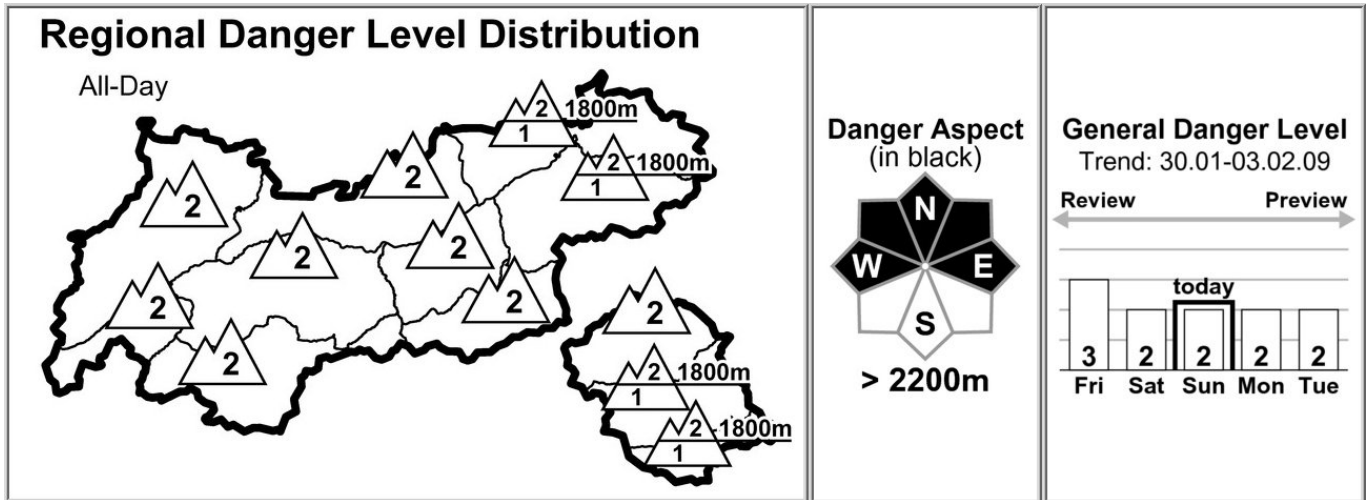 Regional Danger Level Distribution
All-Day
2 1800m
1
2 1800m
1
2
2
2
2
2
2
2
2
2 1800m
1
2 1800m
1
2
Danger Aspect
(in black)
N
W E
S
> 2200m
General Danger Level
Trend: 30.01-03.02.09
Review Preview
today
3 2 2 2 2
Fri Sat Sun Mon Tue